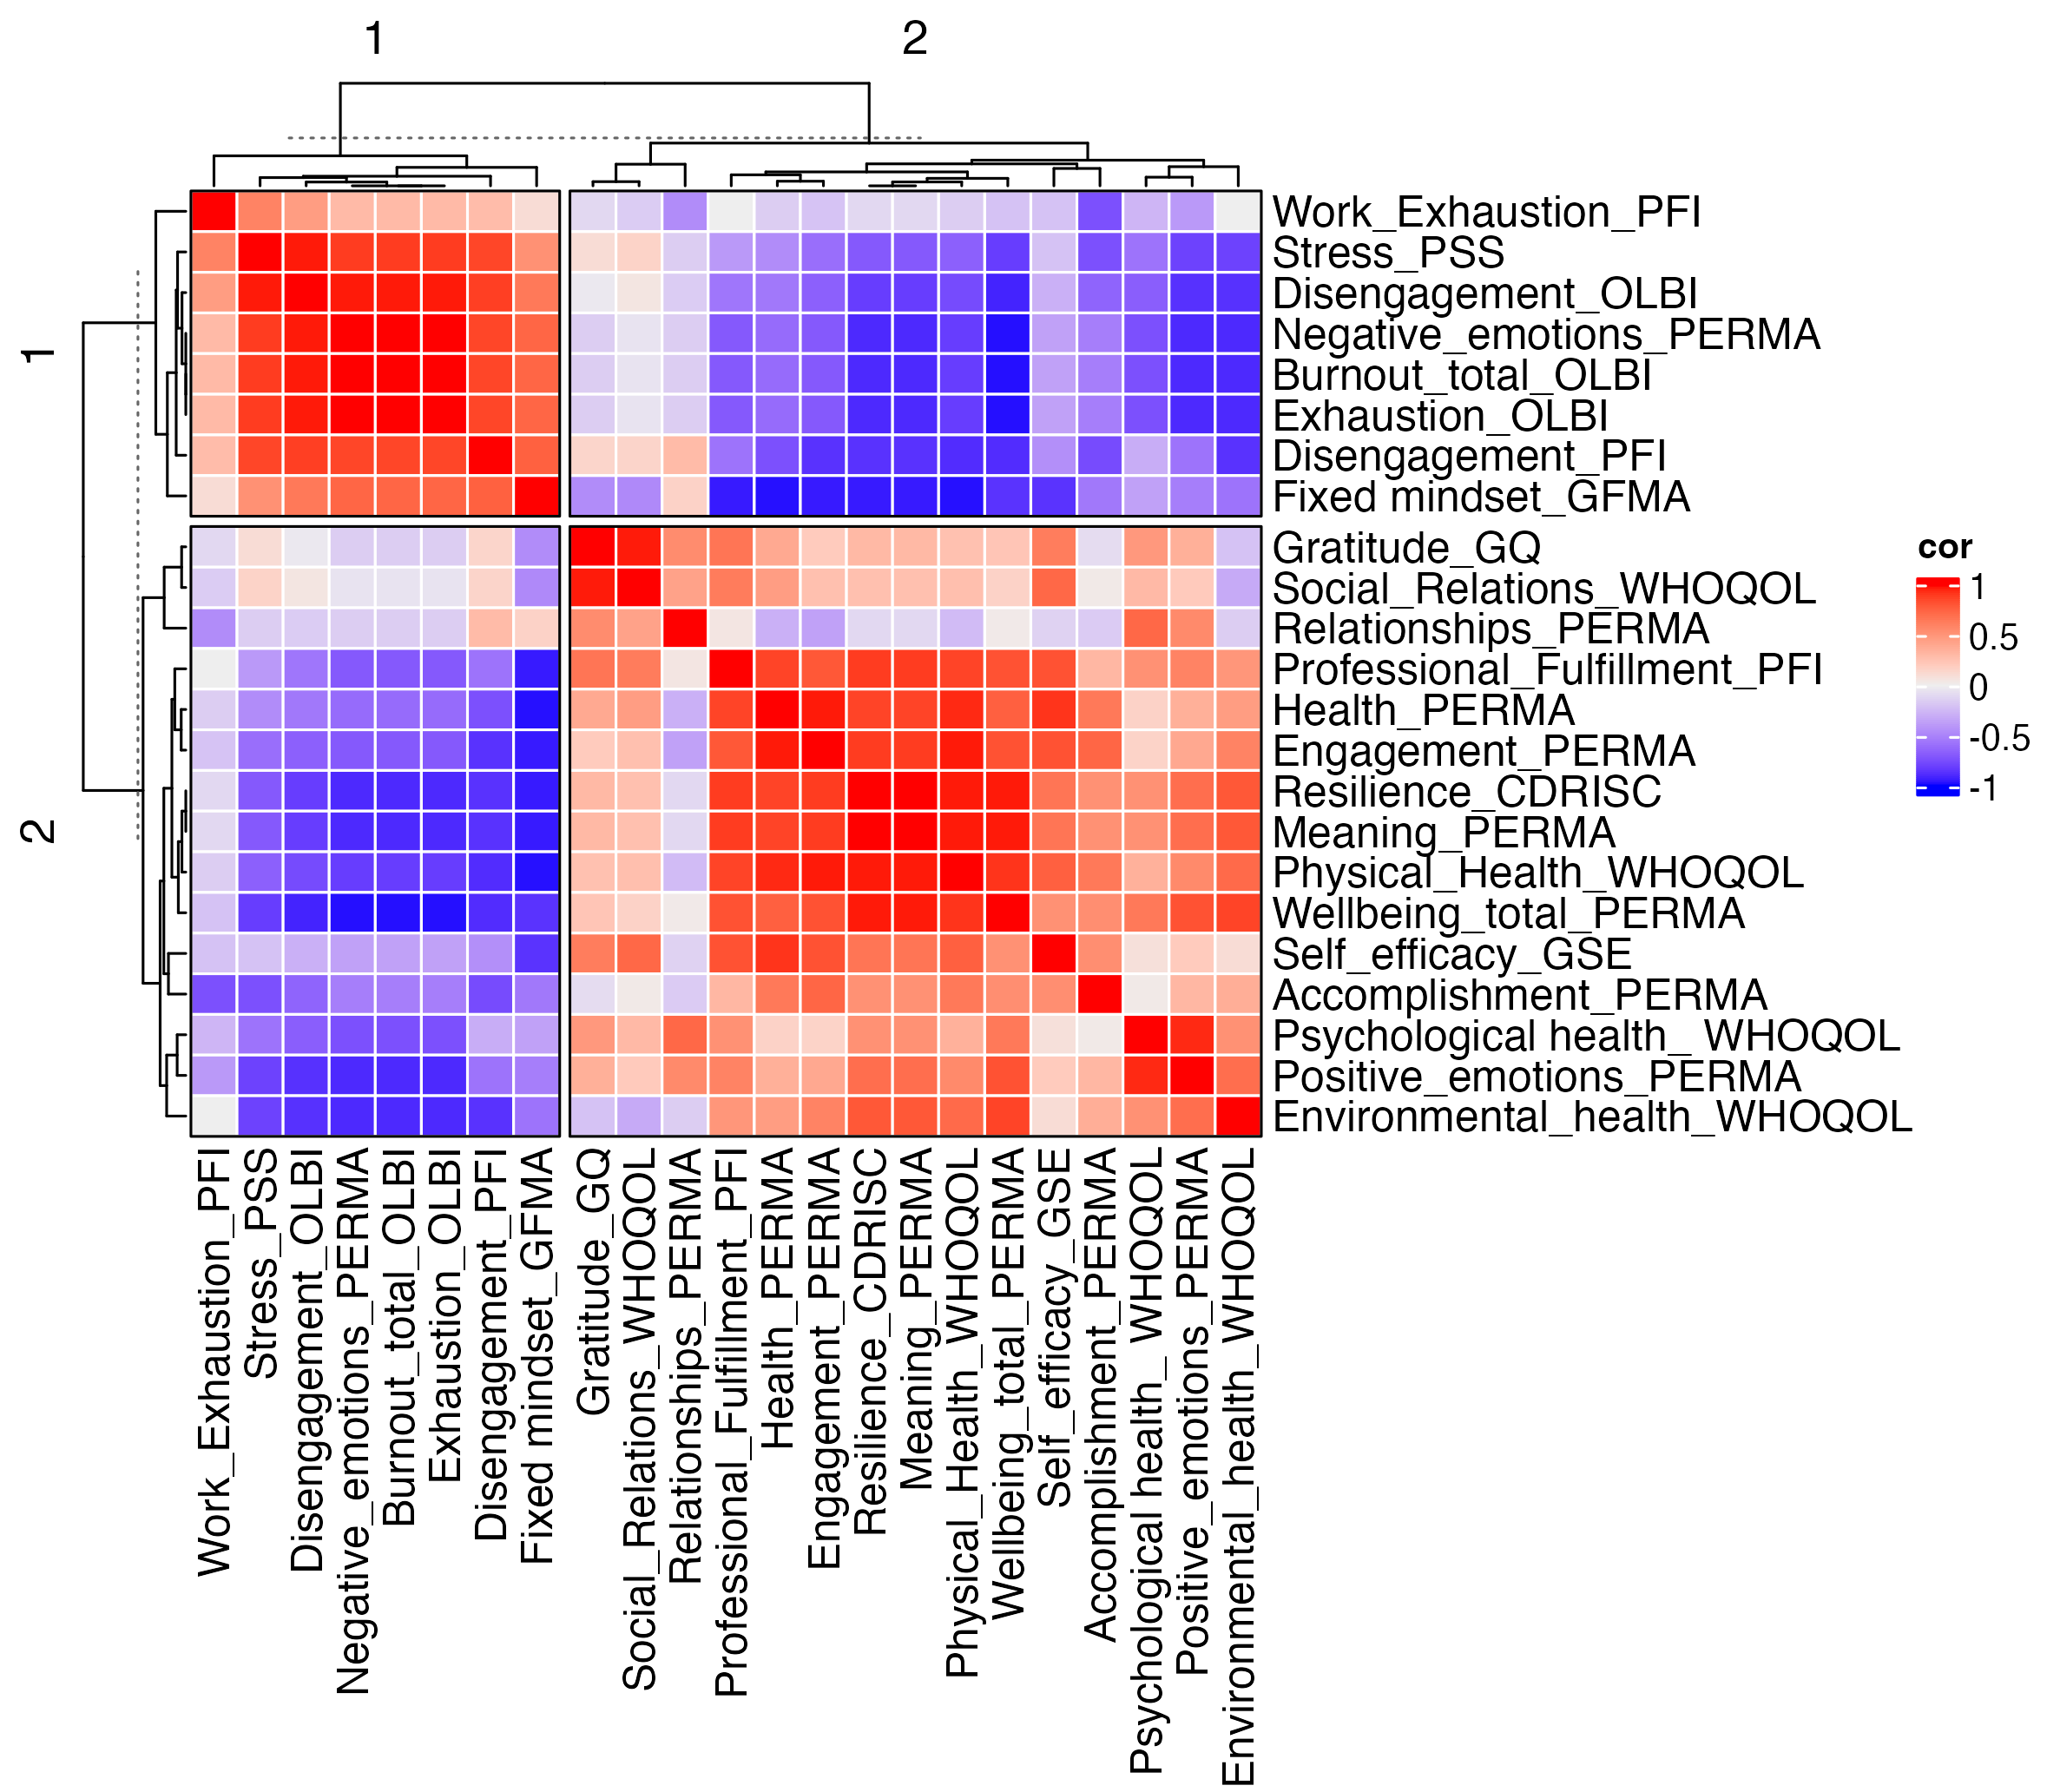 1
2
1
2
Work_Exhaustion_PFI
Stress_PSS
Disengagement_OLBI
Negative_emotions_PERMA
Burnout_total_OLBI
Exhaustion_OLBI
Disengagement_PFI
Fixed mindset_GFMA
Gratitude_GQ
Social_Relations_WHOQOL
Relationships_PERMA
Professional_Fulfillment_PFI
Health_PERMA
Engagement_PERMA
Resilience_CDRISC
Meaning_PERMA
Physical_Health_WHOQOL
Wellbeing_total_PERMA
Self_efficacy_GSE
Accomplishment_PERMA
Psychological health_ WHOQOL
Positive_emotions_PERMA
Environmental_health_WHOQOL
cor
1
0.5
0
-0.5
-1
Work_Exhaustion_PFI
Stress_PSS
Disengagement_OLBI
Negative_emotions_PERMA
Burnout_total_OLBI
Exhaustion_OLBI
Disengagement_PFI
Fixed mindset_GFMA
Gratitude_GQ
Social_Relations_WHOQOL
Relationships_PERMA
Professional_Fulfillment_PFI
Health_PERMA
Engagement_PERMA
Resilience_CDRISC
Meaning_PERMA
Physical_Health_WHOQOL
Wellbeing_total_PERMA
Self_efficacy_GSE
Accomplishment_PERMA
Psychological health_ WHOQOL
Positive_emotions_PERMA
Environmental_health_WHOQOL